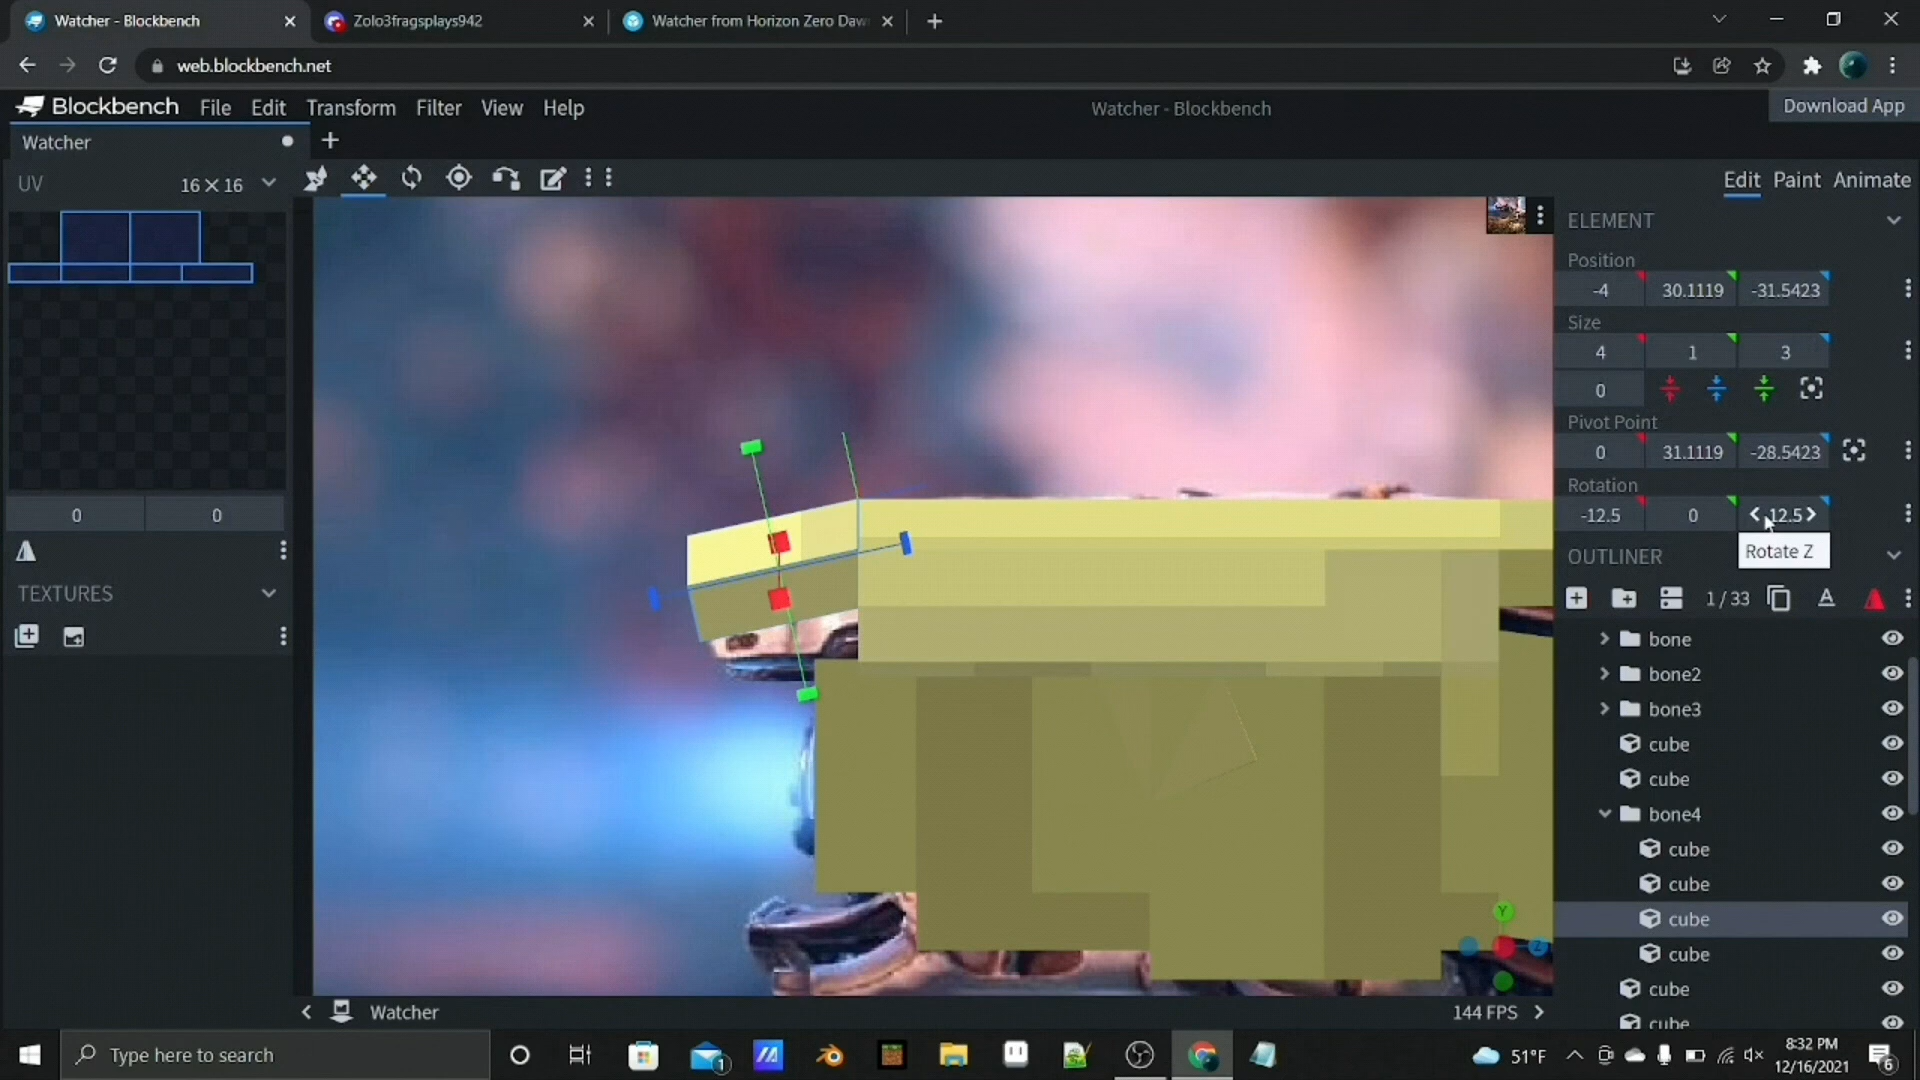 Watcher - Blockbench
Zolo3fragsplays942
Watcher from Horizon Zero Daw
web.blockbench.net
Blockbench File Edit Transform Filter View Help
Watcher - Blockbench
Download App
Watcher
UV 16 × 16
Edit Paint Animate
ELEMENT
Position
-4 30.1119 -31.5423
Size
4 1 3
0
Pivot Point
0 31.1119 -28.5423
Rotation
-12.5 0 12.5
0 0
Rotate Z
OUTLINER
TEXTURES
1 / 33
bone
bone2
bone3
cube
cube
bone4
cube
cube
cube
cube
cube
cube
Y
Z
Watcher
144 FPS
Type here to search
1
51°F
8:32 PM
12/16/2021
6